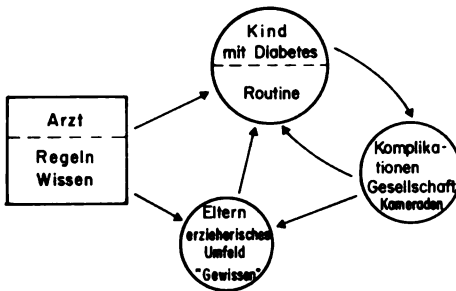 Kind
mit Diabetes
Routine
Arzt
Regeln
Wissen
Komplika-
tionen
Gesellschaft
Kameraden
Eltern
erzieherisches
Umfeld
"Gewissen"